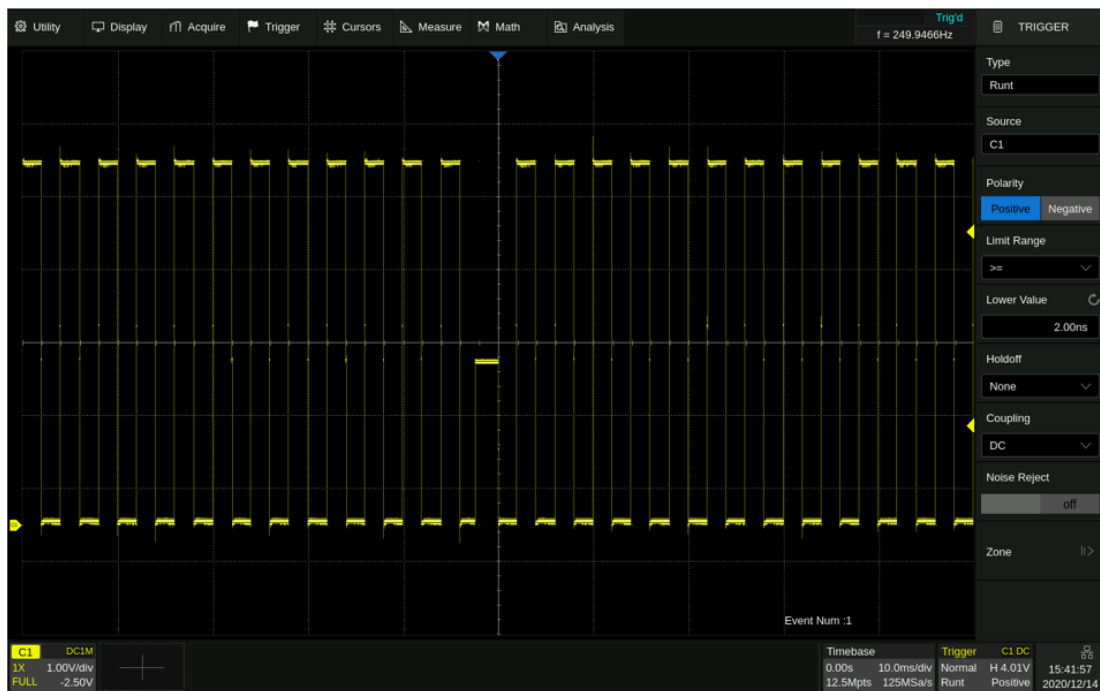 Utility Display Acquire Trigger Cursors Measure Math Analysis
Trig'd
f = 249.9466Hz
TRIGGER
Type
Runt
Source
C1
Polarity
Positive Negative
Limit Range
>=
Lower Value
2.00ns
Holdoff
None
Coupling
DC
Noise Reject
off
Zone
Event Num :1
C1 DC1M
1X 1.00V/div
FULL -2.50V
Timebase
0.00s 10.0ms/div
12.5Mpts 125MSa/s
Trigger C1 DC
Normal H 4.01V
Runt Positive
15:41:57
2020/12/14